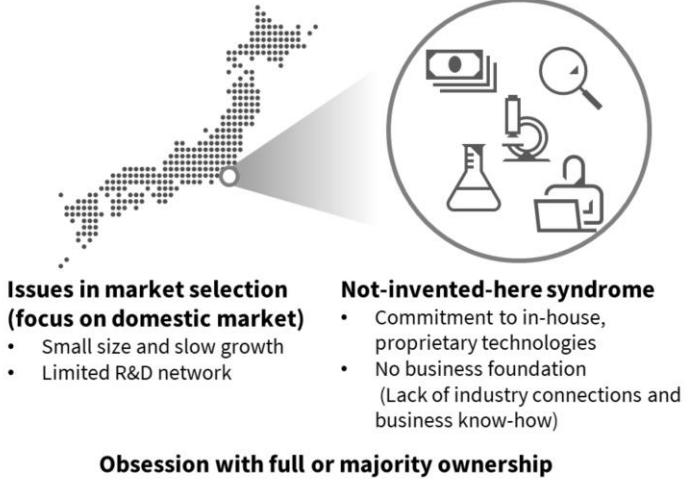 Issues in market selection
(focus on domestic market)
• Small size and slow growth
• Limited R&D network
Not-invented-here syndrome
• Commitment to in-house,
proprietary technologies
• No business foundation
(Lack of industry connections and
business know-how)
Obsession with full or majority ownership